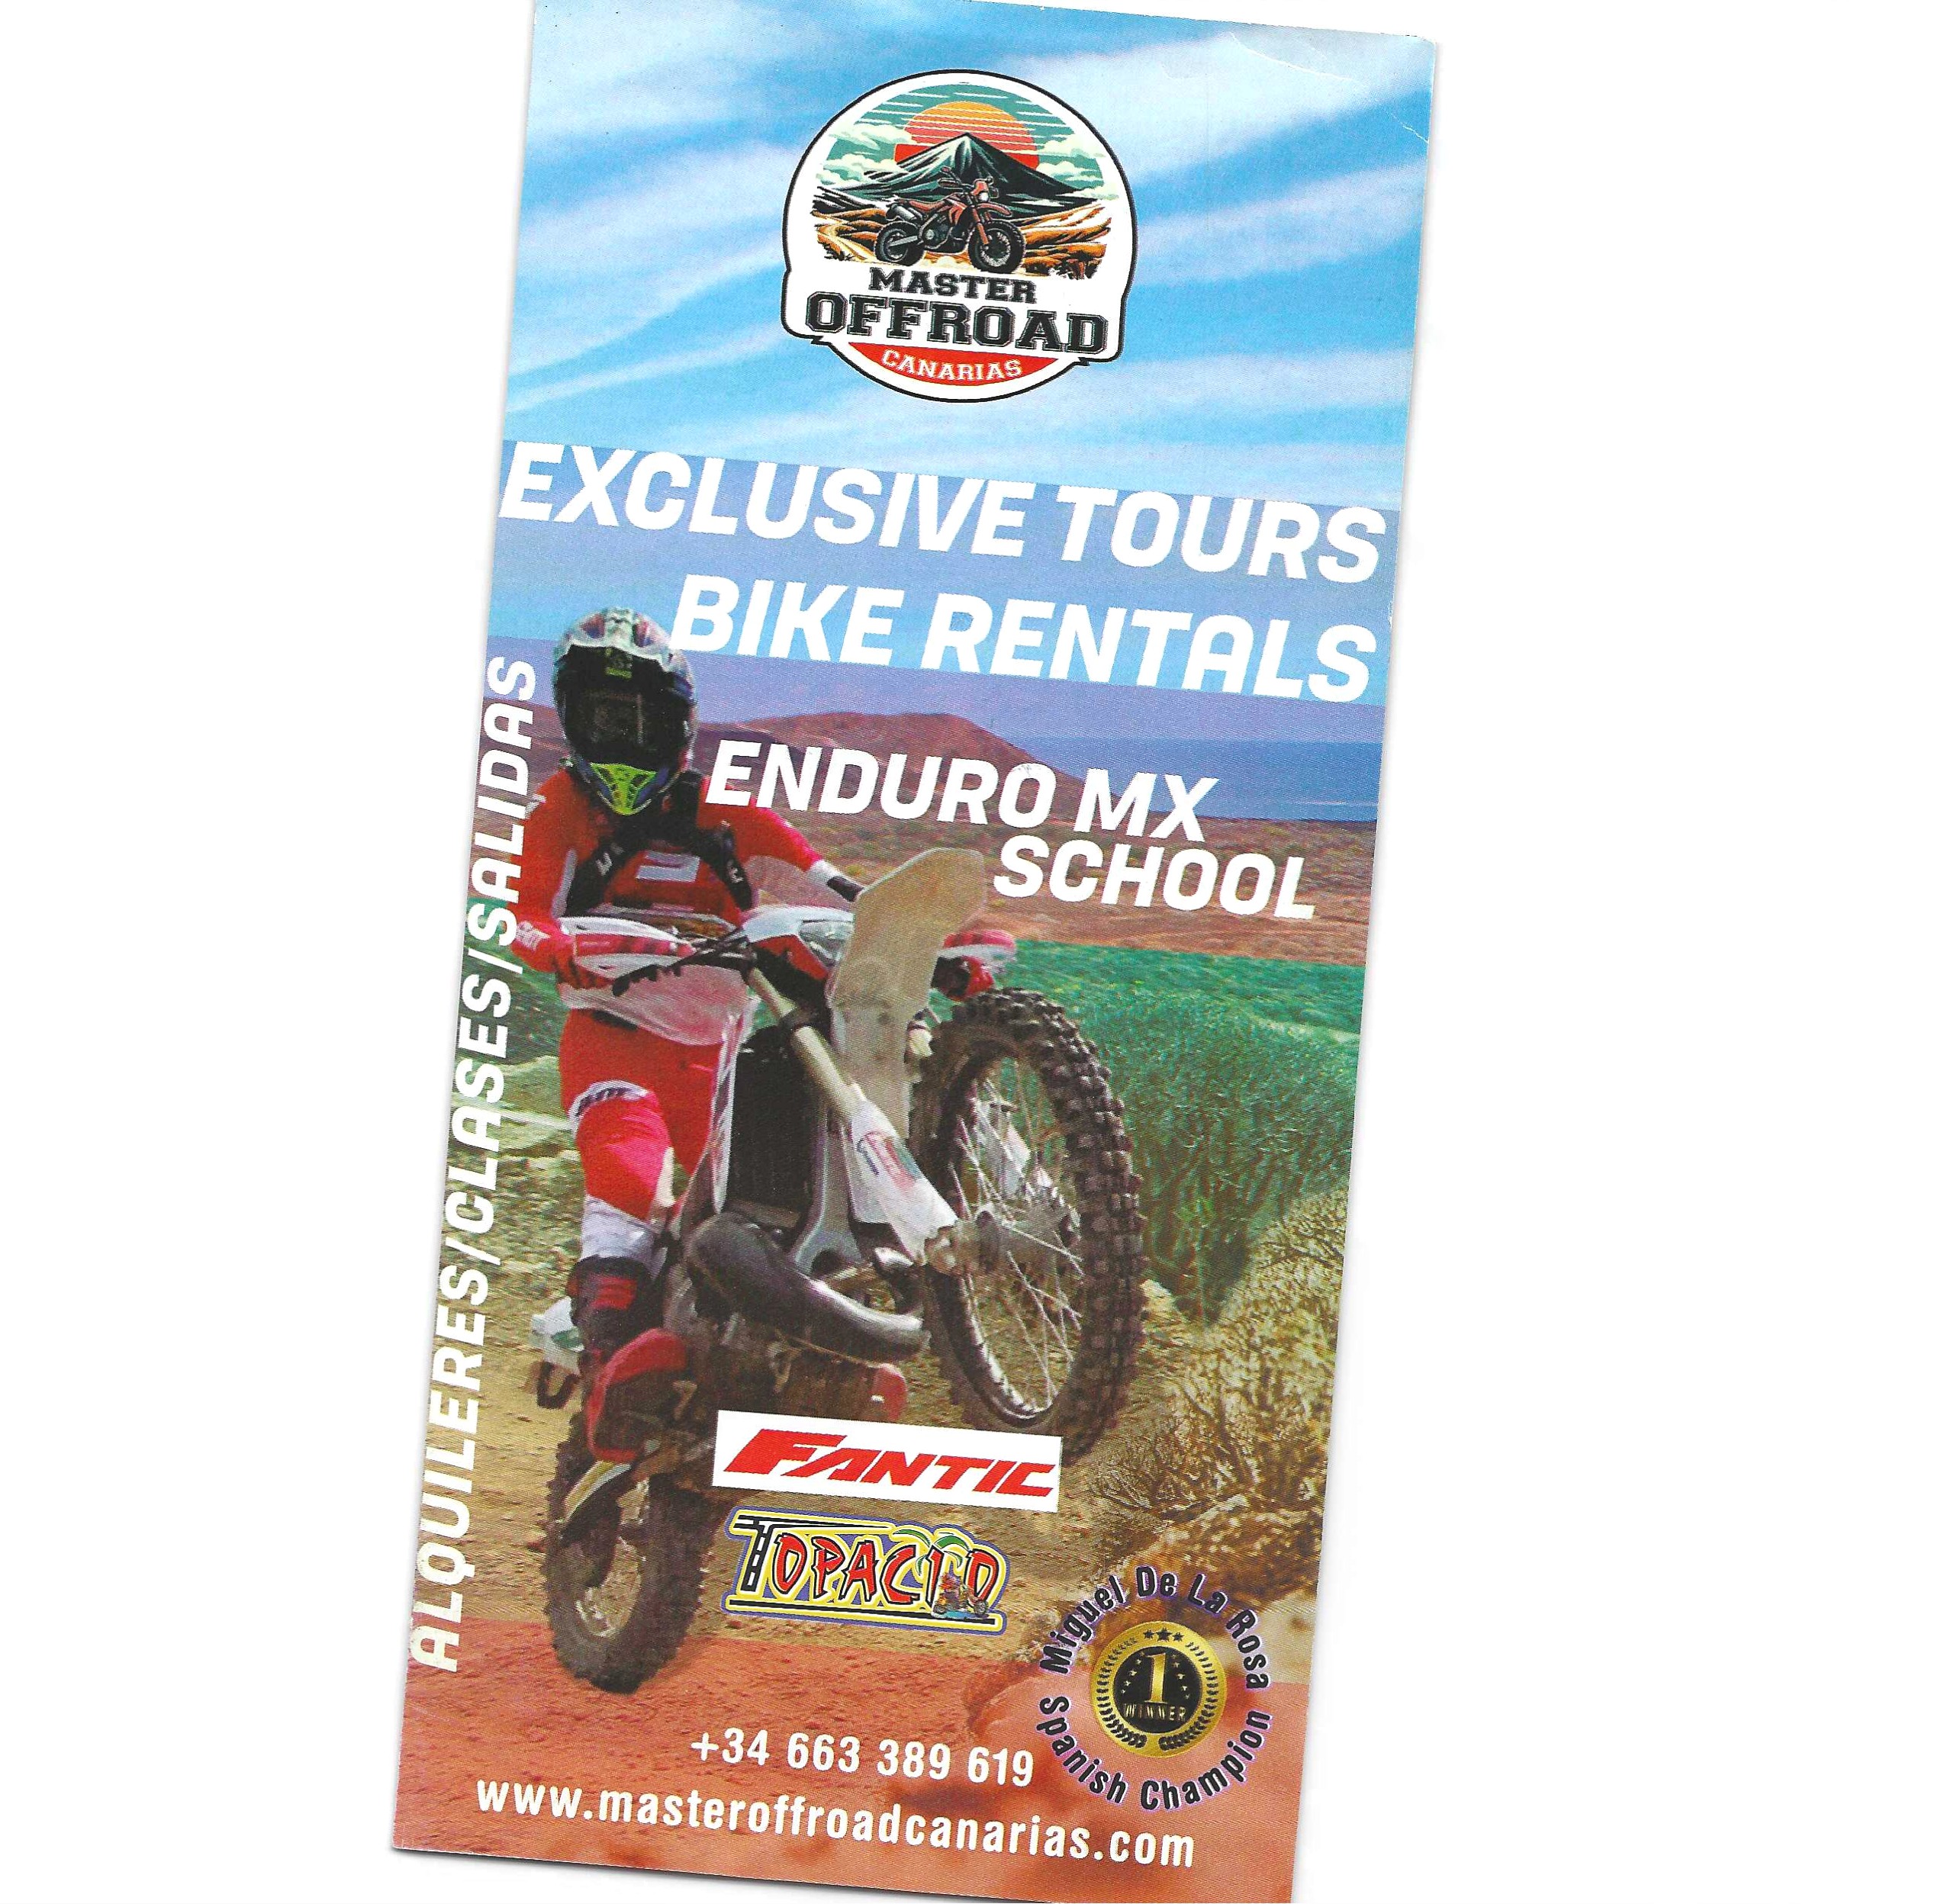 MASTER
OFFROAD
CANARIAS
EXCLUSIVE TOURS
BIKE RENTALS
ENDURO MX
SCHOOL
ALQUILERES/CLASES/SALIDAS
FANTIC
TOPACIO
Miguel De La Rosa
1
WINNER
Spanish Champion
+34 663 389 619
www.masteroffroadcanarias.com